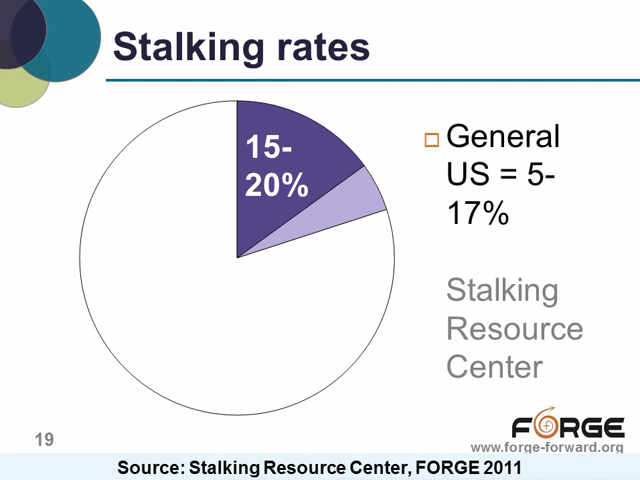 Stalking rates
15-
20%
General
US = 5-
17%
Stalking
Resource
Center
19
FORGE
www.forge-forward.org
Source: Stalking Resource Center, FORGE 2011